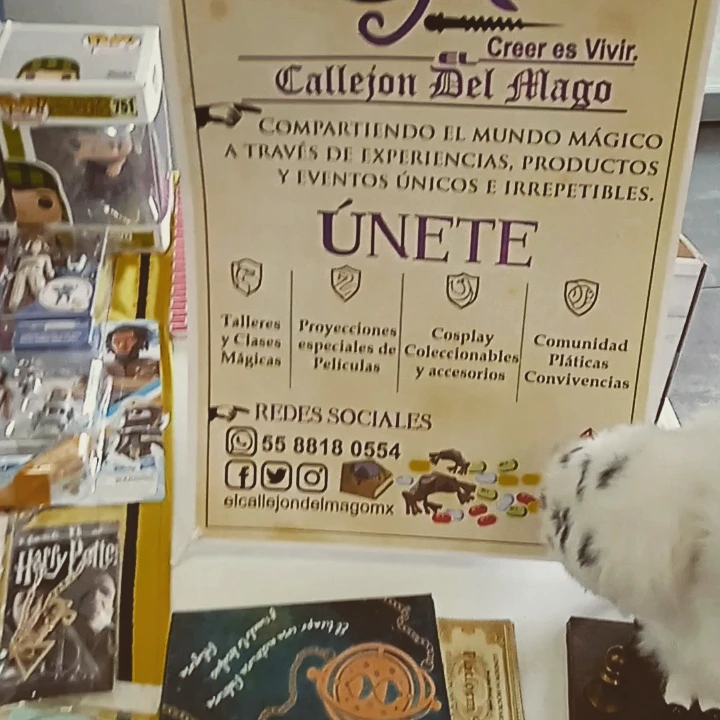 Creer es Vivir.
EL
Callejon Del Mago
COMPARTIENDO EL MUNDO MÁGICO
A TRAVÉS DE EXPERIENCIAS, PRODUCTOS
Y EVENTOS ÚNICOS E IRREPETIBLES.
ÚNETE
Talleres
y Clases
Mágicas
Proyecciones
especiales de
Peliculas
Cosplay
Coleccionables
y accesorios
Comunidad
Pláticas
Convivencias
REDES SOCIALES
55 8818 0554
elcallejondelmagomx
751
Harry Potter